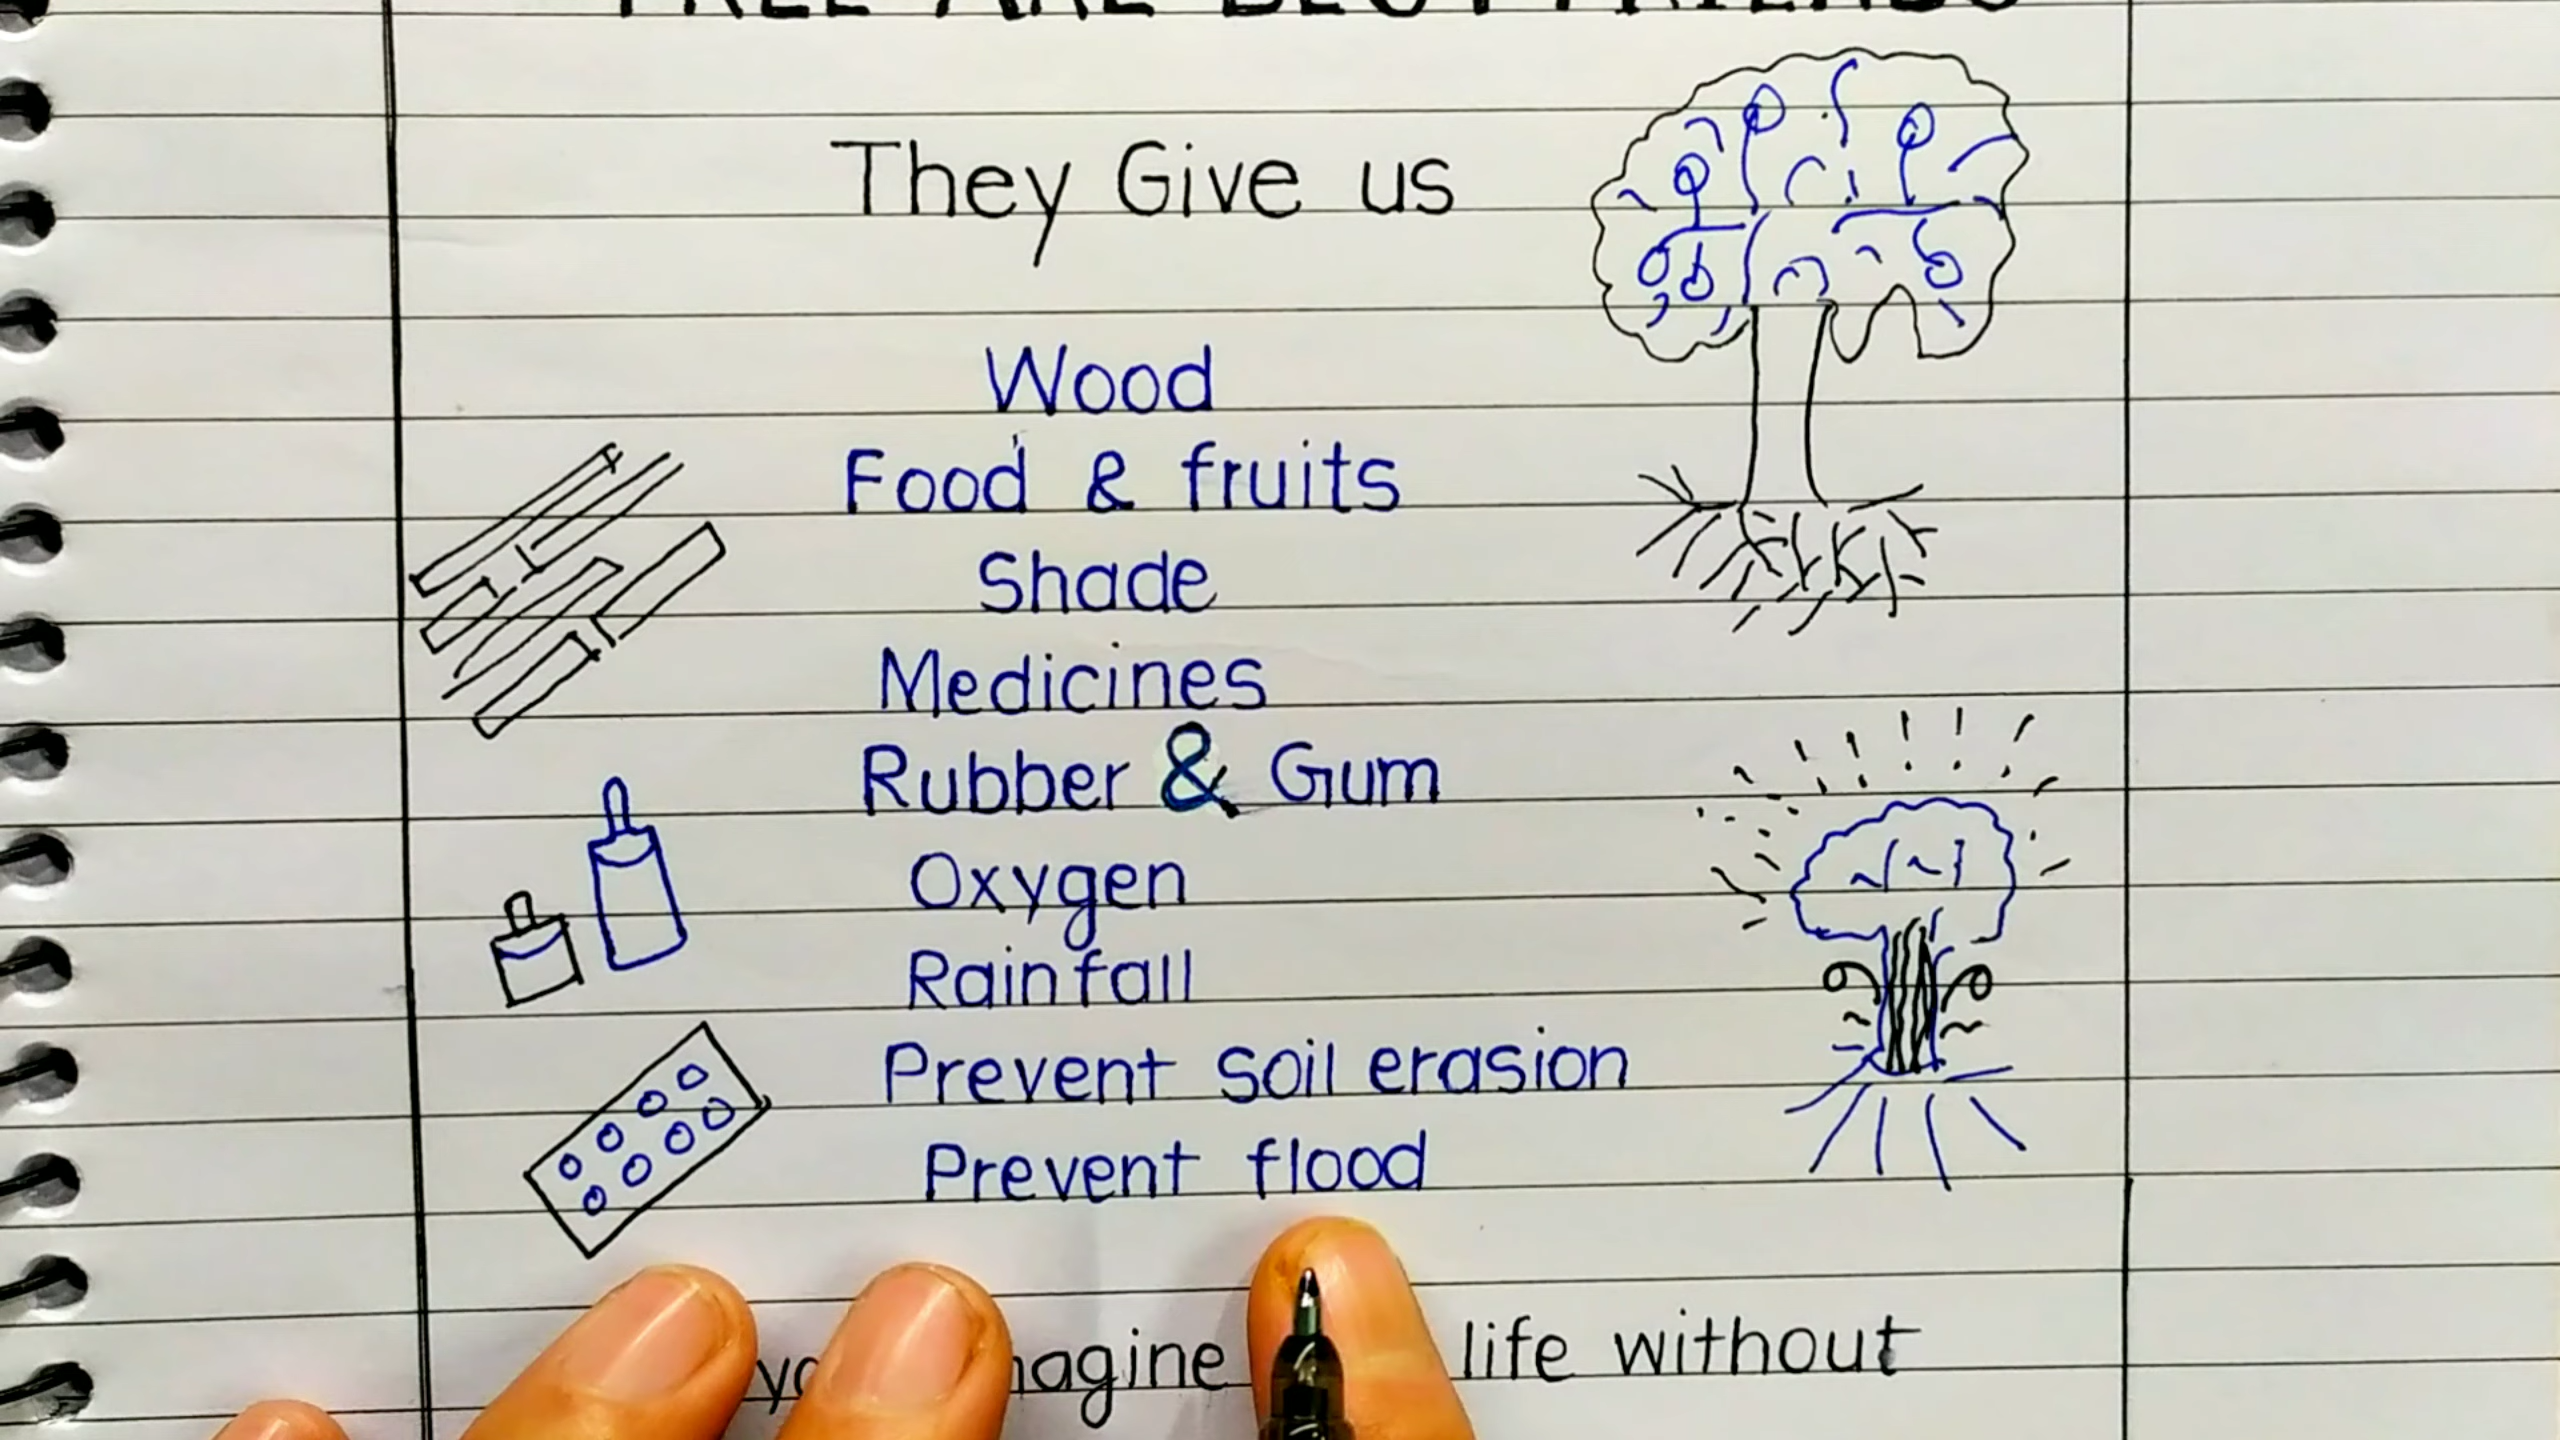 They Give us
Wood
Food & fruits
Shade
Medicines
Rubber & Gum
Oxygen
Rainfall
Prevent soil erasion
Prevent flood
life without